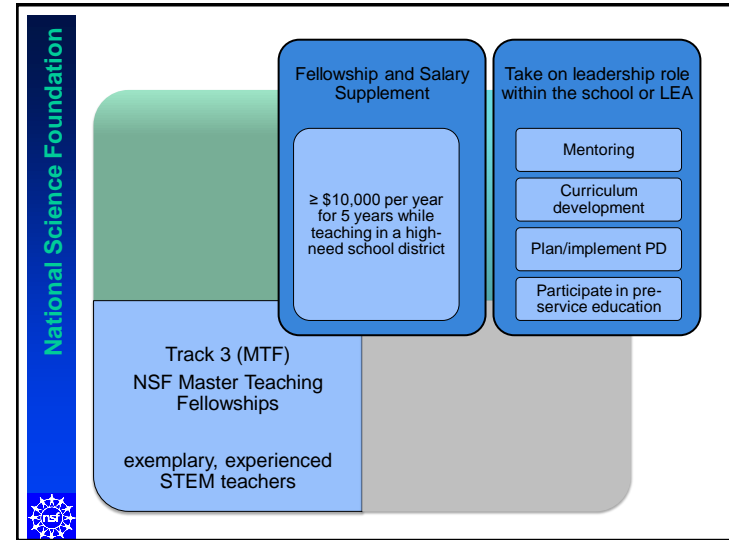 National Science Foundation
Fellowship and Salary
Supplement
≥ $10,000 per year
for 5 years while
teaching in a high-
need school district
Take on leadership role
within the school or LEA
Mentoring
Curriculum
development
Plan/implement PD
Participate in pre-
service education
Track 3 (MTF)
NSF Master Teaching
Fellowships
exemplary, experienced
STEM teachers
nsf